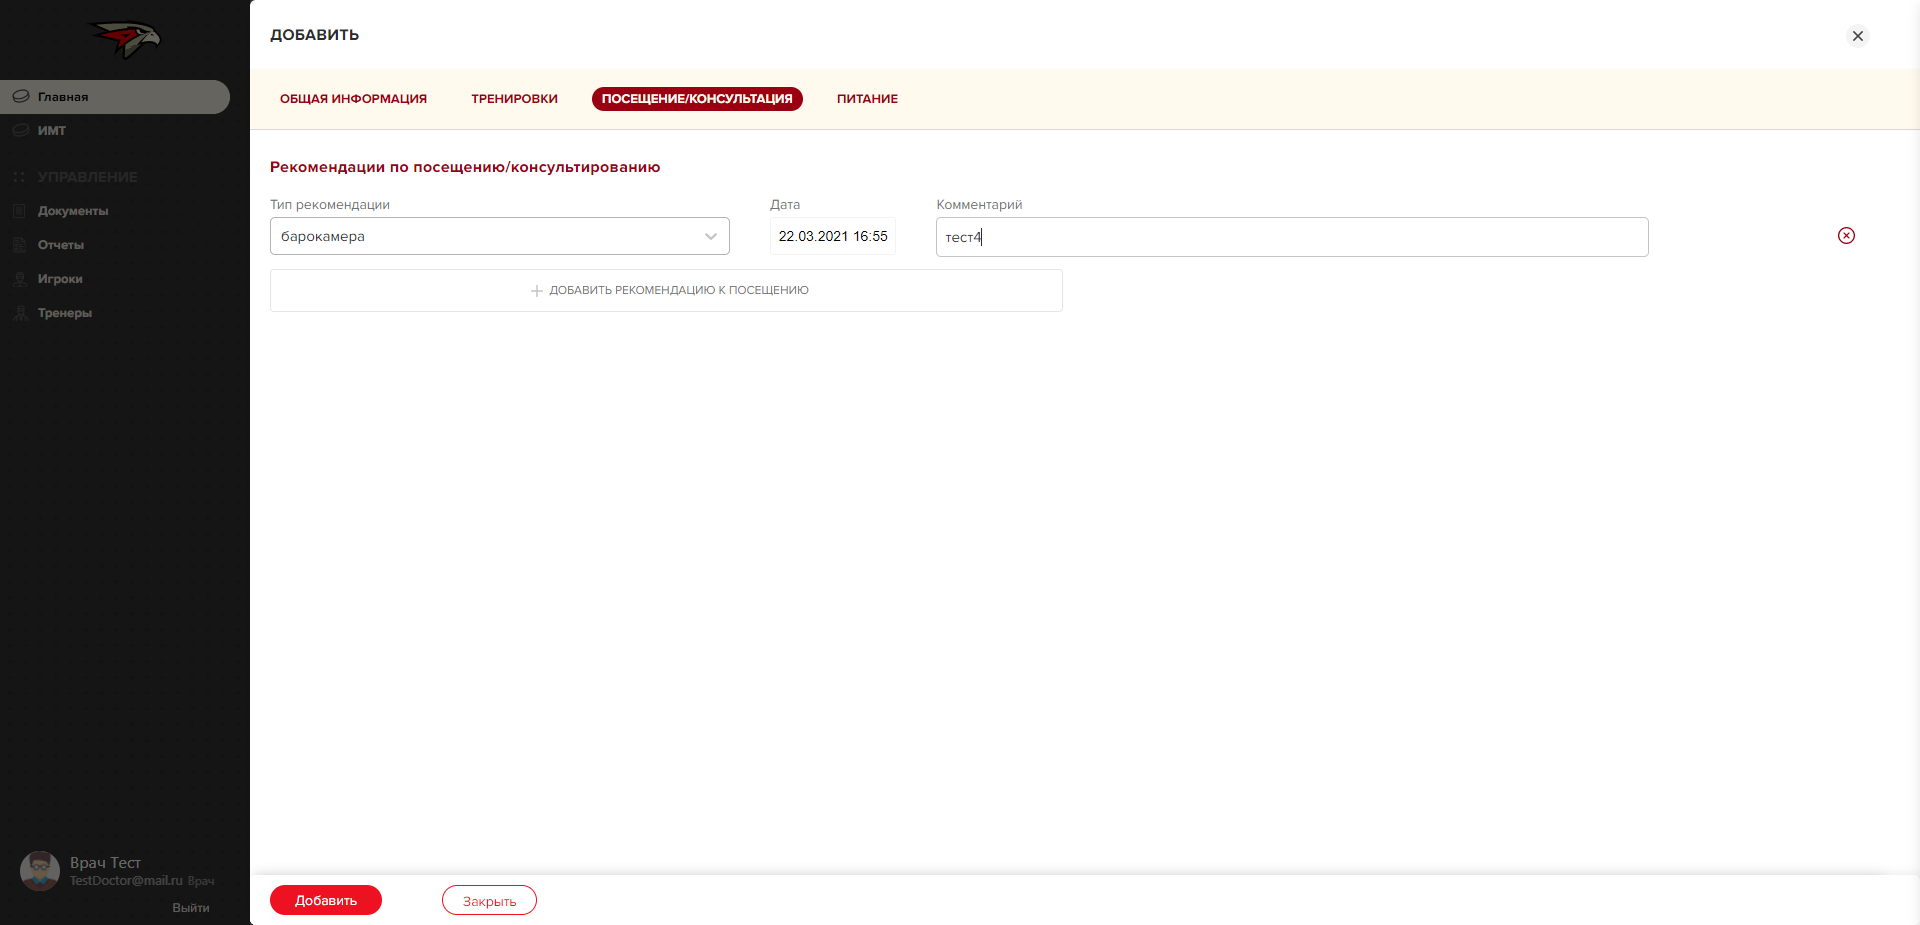 Главная
ИМТ
УПРАВЛЕНИЕ
Документы
Отчеты
Игроки
Тренеры
Врач Тест
TestDoctor@mail.ru Врач
Выйти
ДОБАВИТЬ
ОБЩАЯ ИНФОРМАЦИЯ ТРЕНИРОВКИ ПОСЕЩЕНИЕ/КОНСУЛЬТАЦИЯ ПИТАНИЕ
Рекомендации по посещению/консультированию
Тип рекомендации Дата Комментарий
барокамера 22.03.2021 16:55 тест4
ДОБАВИТЬ РЕКОМЕНДАЦИЮ К ПОСЕЩЕНИЮ
Добавить Закрыть